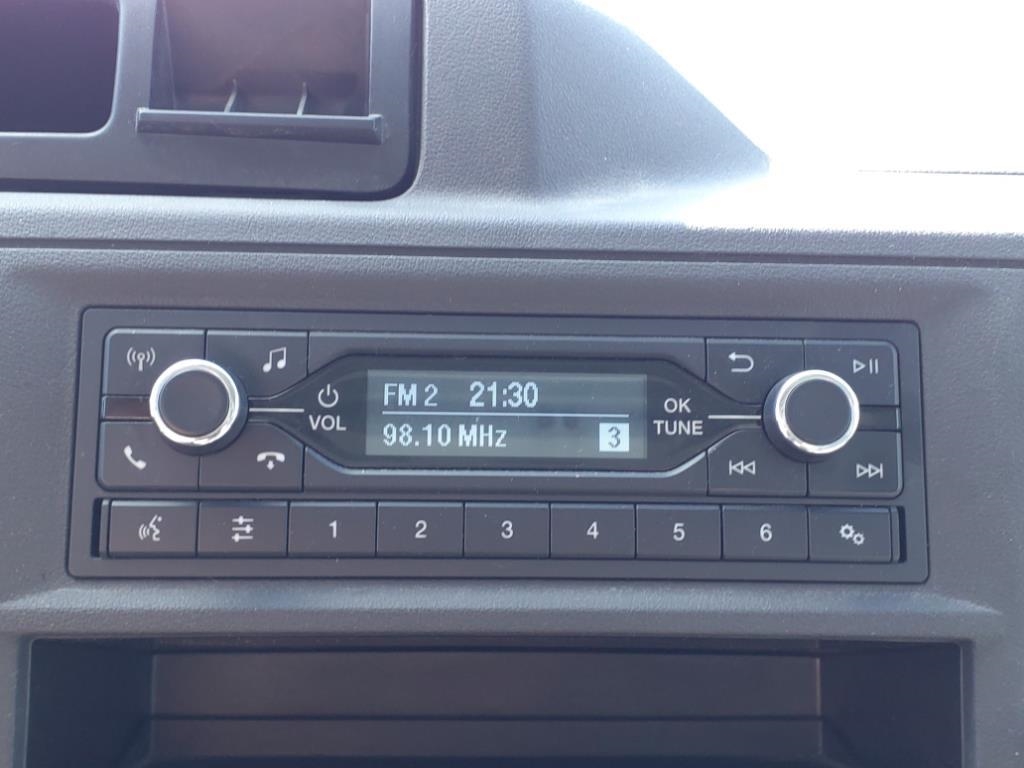 FM 2 21:30
98.10 MHz 3
VOL
OK
TUNE
1 2 3 4 5 6